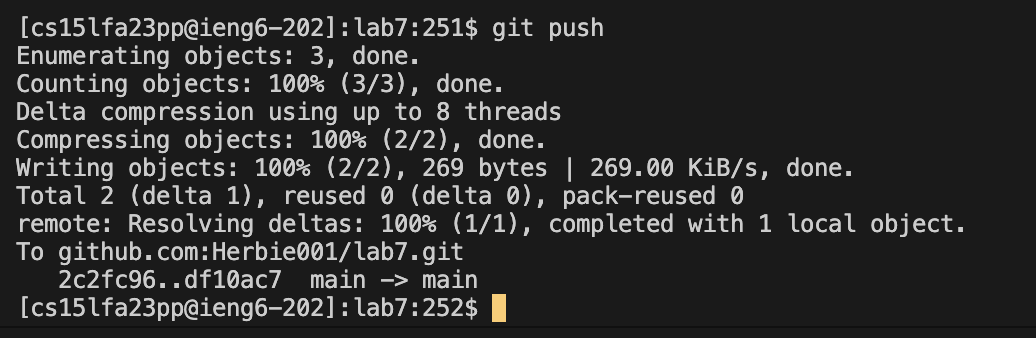 [cs15lfa23pp@ieng6-202]:lab7:251$ git push
Enumerating objects: 3, done.
Counting objects: 100% (3/3), done.
Delta compression using up to 8 threads
Compressing objects: 100% (2/2), done.
Writing objects: 100% (2/2), 269 bytes | 269.00 KiB/s, done.
Total 2 (delta 1), reused 0 (delta 0), pack-reused 0
remote: Resolving deltas: 100% (1/1), completed with 1 local object.
To github.com:Herbie001/lab7.git
   2c2fc96..df10ac7  main -> main
[cs15lfa23pp@ieng6-202]:lab7:252$